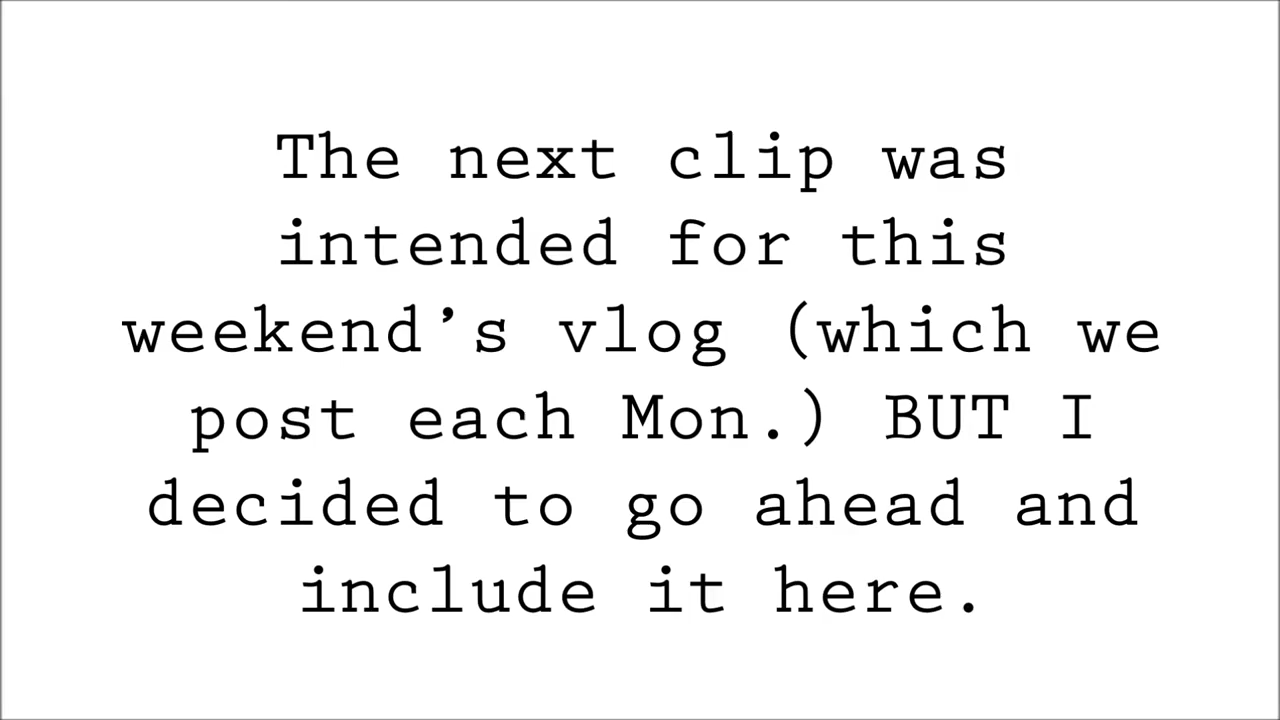 The next clip was
intended for this
weekend’s vlog (which we
post each Mon.) BUT I
decided to go ahead and
include it here.